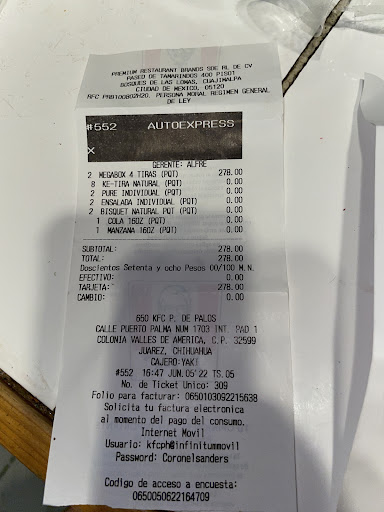 PREMIUM RESTAURANT BRANDS SDE RL DE CV
PASEO DE TAMARINDOS 400 PISO1
BOSQUES DE LAS LOMAS, CUAJIMALPA
CIUDAD DE MEXICO, 05120
RFC PRB100802H20. PERSONA MORAL REGIMEN GENERAL
DE LEY
#552 AUTOEXPRESS
X
GERENTE: ALFRE
2 MEGABOX 4 TIRAS (PQT) 278.00
8 KE-TIRA NATURAL (PQT) 0.00
2 PURE INDIVIDUAL (PQT) 0.00
2 ENSALADA INDIVIDUAL (PQT) 0.00
2 BISQUET NATURAL PQT (PQT) 0.00
1 COLA 16OZ (PQT) 0.00
1 MANZANA 16OZ (PQT) 0.00
SUBTOTAL: 278.00
TOTAL: 278.00
Doscientos Setenta y ocho Pesos 00/100 M.N.
EFECTIVO: 0.00
TARJETA: 278.00
CAMBIO: 0.00
650 KFC P. DE PALOS
CALLE PUERTO PALMA NUM 1703 INT. PAD 1
COLONIA VALLES DE AMERICA, C.P. 32599
JUAREZ, CHIHUAHUA
CAJERO:YAKI
#552 16:47 JUN.05'22 TS.05
No. de Ticket Unico: 309
Folio para facturar: 0650103092215638
Solicita tu factura electronica
al momento del pago del consumo.
Internet Movil
Usuario: kfcph@infinitummovil
Password: Coronelsanders
Codigo de acceso a encuesta:
0650050622164709